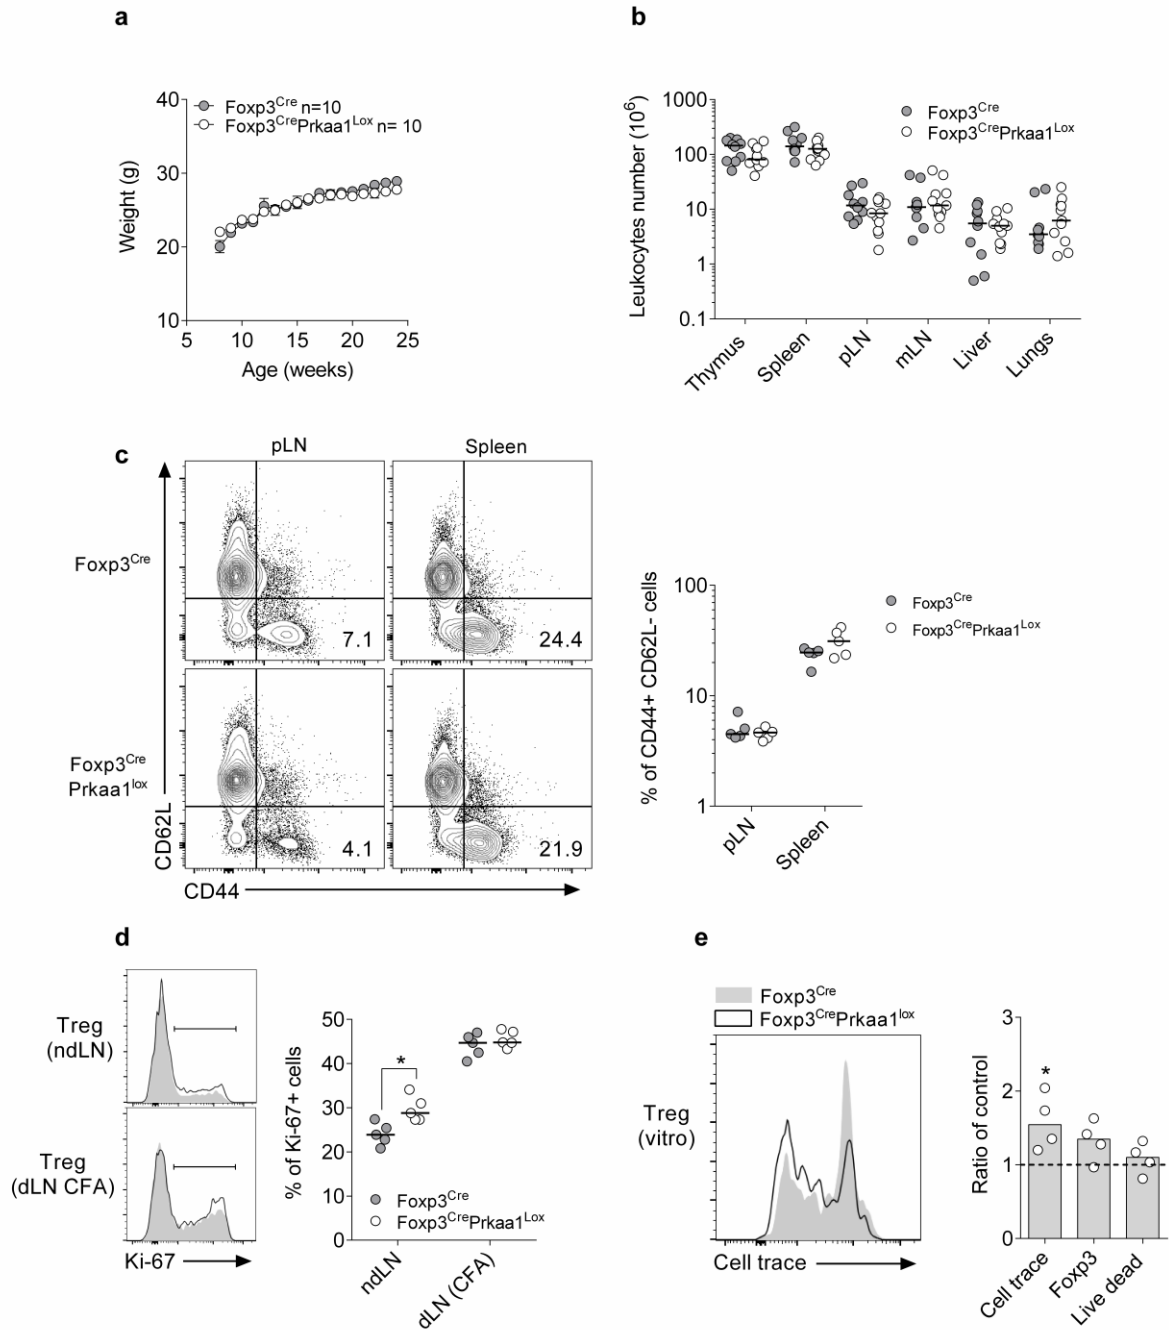 a
Foxp3Cre n=10
Foxp3CrePrkaa1Lox n= 10
40
30
20
10
Weight (g)
5 10 15 20 25
Age (weeks)
b
Foxp3Cre
Foxp3CrePrkaa1Lox
1000
100
10
1
0.1
Leukocytes number (10^6)
Thymus
Spleen
pLN
mLN
Liver
Lungs
c
pLN Spleen
Foxp3Cre
7.1 24.4
Foxp3Cre
Prkaa1lox
4.1 21.9
CD62L
CD44
100
10
1
% of CD44+ CD62L- cells
Foxp3Cre
Foxp3CrePrkaa1Lox
pLN
Spleen
d
Treg
(ndLN)
Treg
(dLN CFA)
Ki-67
50
40
30
20
10
0
% of Ki-67+ cells
*
Foxp3Cre
Foxp3CrePrkaa1Lox
ndLN
dLN (CFA)
e
Foxp3Cre
Foxp3CrePrkaa1lox
Treg
(vitro)
Cell trace
3
2
1
0
Ratio of control
*
Cell trace
Foxp3
Live dead